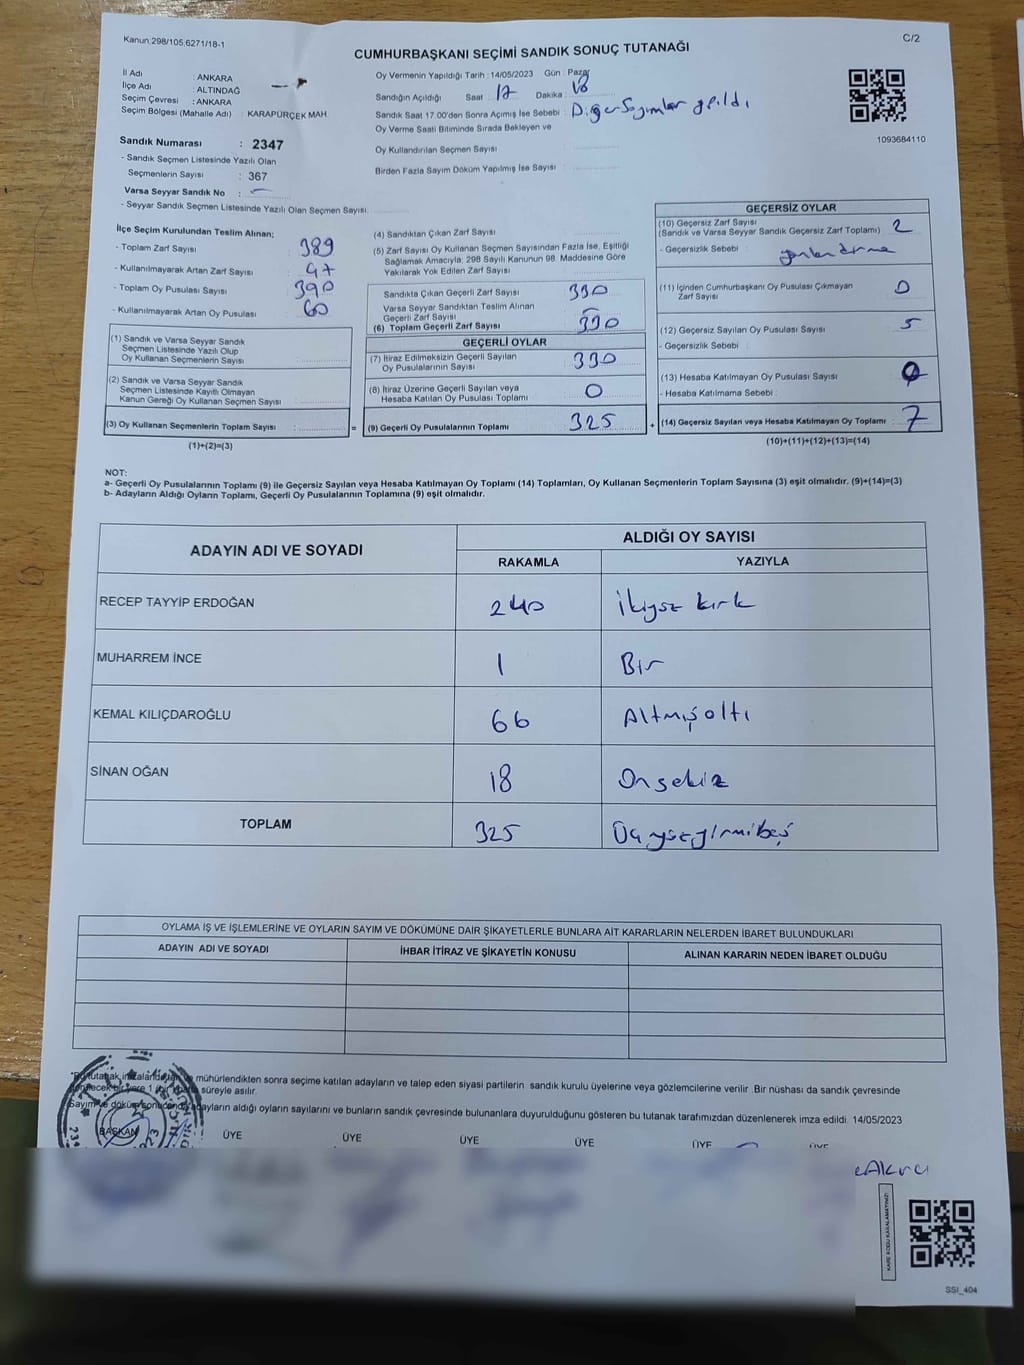 Kanun:298/105;6271/18-1
C/2
CUMHURBAŞKANI SEÇİMİ SANDIK SONUÇ TUTANAĞI
İl Adı : ANKARA
İlçe Adı : ALTINDAĞ
Seçim Çevresi : ANKARA
Seçim Bölgesi (Mahalle Adı) : KARAPÜRÇEK MAH.
Sandık Numarası : 2347
- Sandık Seçmen Listesinde Yazılı Olan
Seçmenlerin Sayısı : 367
Varsa Seyyar Sandık No :
- Seyyar Sandık Seçmen Listesinde Yazılı Olan Seçmen Sayısı:
Oy Vermenin Yapıldığı Tarih :14/05/2023 Gün : Pazar
Sandığın Açıldığı Saat 17 Dakika 18
Sandık Saat 17.00'den Sonra Açmış İse Sebebi : Diğer Sayımlar
Oy Verme Saati Bitiminde Sırada Bekleyen ve
Oy Kullandırılan Seçmen Sayısı :
Birden Fazla Sayım Döküm Yapılmış İse Sayısı :
1093684110
İlçe Seçim Kurulundan Teslim Alınan;
- Toplam Zarf Sayısı : 389
- Kullanılmayarak Artan Zarf Sayısı : 47
- Toplam Oy Pusulası Sayısı : 390
- Kullanılmayarak Artan Oy Pusulası : 60
(1) Sandık ve Varsa Seyyar Sandık
Seçmen Listesinde Yazılı Olup
Oy Kullanan Seçmenlerin Sayısı :
(2) Sandık ve Varsa Seyyar Sandık
Seçmen Listesinde Kayıtlı Olmayan
Kanun Gereği Oy Kullanan Seçmen Sayısı :
(3) Oy Kullanan Seçmenlerin Toplam Sayısı :
(1)+(2)=(3)
(4) Sandıktan Çıkan Zarf Sayısı :
(5) Zarf Sayısı Oy Kullanan Seçmen Sayısından Fazla İse, Eşitliği
Sağlamak Amacıyla; 298 Sayılı Kanunun 98. Maddesine Göre
Yakılarak Yok Edilen Zarf Sayısı :
Sandıkta Çıkan Geçerli Zarf Sayısı : 330
Varsa Seyyar Sandıktan Teslim Alınan
Geçerli Zarf Sayısı :
(6) Toplam Geçerli Zarf Sayısı : 330
GEÇERLİ OYLAR
(7) İtiraz Edilmeksizin Geçerli Sayılan
Oy Pusulalarının Sayısı : 330
(8) İtiraz Üzerine Geçerli Sayılan veya
Hesaba Katılan Oy Pusulası Toplamı : 0
= (9) Geçerli Oy Pusulalarının Toplamı : 325
GEÇERSİZ OYLAR
(10) Geçersiz Zarf Sayısı
(Sandık ve Varsa Seyyar Sandık Geçersiz Zarf Toplamı) : 2
- Geçersizlik Sebebi :
(11) İçinden Cumhurbaşkanı Oy Pusulası Çıkmayan
Zarf Sayısı : 0
(12) Geçersiz Sayılan Oy Pusulası Sayısı : 5
- Geçersizlik Sebebi :
(13) Hesaba Katılmayan Oy Pusulası Sayısı :
- Hesaba Katılmama Sebebi :
+ (14) Geçersiz Sayılan veya Hesaba Katılmayan Oy Toplamı : 7
(10)+(11)+(12)+(13)=(14)
NOT:
a- Geçerli Oy Pusulalarının Toplamı (9) ile Geçersiz Sayılan veya Hesaba Katılmayan Oy Toplamı (14) Toplamları, Oy Kullanan Seçmenlerin Toplam Sayısına (3) eşit olmalıdır. (9)+(14)=(3)
b- Adayların Aldığı Oyların Toplamı, Geçerli Oy Pusulalarının Toplamına (9) eşit olmalıdır.
ADAYIN ADI VE SOYADI
ALDIĞI OY SAYISI
RAKAMLA YAZIYLA
RECEP TAYYİP ERDOĞAN 240 İkiyüz kırk
MUHARREM İNCE 1 Bir
KEMAL KILIÇDAROĞLU 66 Altmışaltı
SİNAN OĞAN 18 Onsekiz
TOPLAM 325 Üçyüzyirmibeş
OYLAMA İŞ VE İŞLEMLERİNE VE OYLARIN SAYIM VE DÖKÜMÜNE DAİR ŞİKAYETLERLE BUNLARA AİT KARARLARIN NELERDEN İBARET BULUNDUKLARI
ADAYIN ADI VE SOYADI İHBAR İTİRAZ VE ŞİKAYETİN KONUSU ALINAN KARARIN NEDEN İBARET OLDUĞU
mühürlendikten sonra seçime katılan adayların ve talep eden siyasi partilerin sandık kurulu üyelerine veya gözlemcilerine verilir .Bir nüshası da sandık çevresinde
süreyle asılır.
Sayım ve döküm sonucunda adayların aldığı oyların sayılarını ve bunların sandık çevresinde bulunanlara duyurulduğunu gösteren bu tutanak tarafımızdan düzenlenerek imza edildi. 14/05/2023
BAŞKAN ÜYE ÜYE ÜYE ÜYE ÜYE ÜYE
KARE KODU KARALAMAYINIZ!
SSI_404